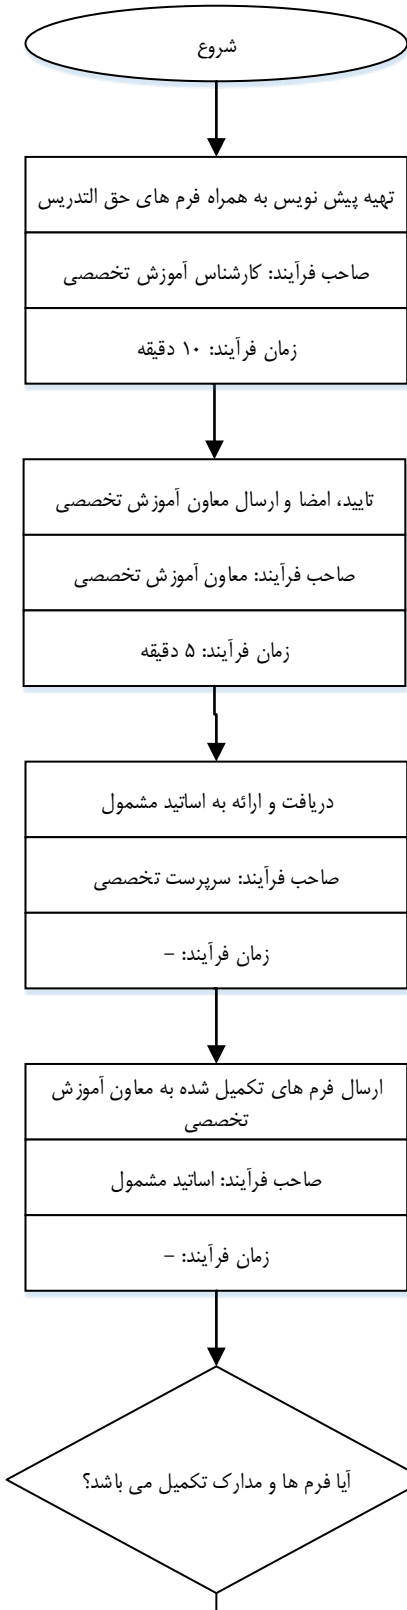 شروع
تهیه پیش نویس به همراه فرم های حق التدریس
صاحب فرآیند: کارشناس آموزش تخصصی
زمان فرآیند: ۱۰ دقیقه
تایید، امضا و ارسال معاون آموزش تخصصی
صاحب فرآیند: معاون آموزش تخصصی
زمان فرآیند: ۵ دقیقه
دریافت و ارائه به اساتید مشمول
صاحب فرآیند: سرپرست تخصصی
زمان فرآیند: –
ارسال فرم های تکمیل شده به معاون آموزش
تخصصی
صاحب فرآیند: اساتید مشمول
زمان فرآیند: –
آیا فرم ها و مدارک تکمیل می باشد؟